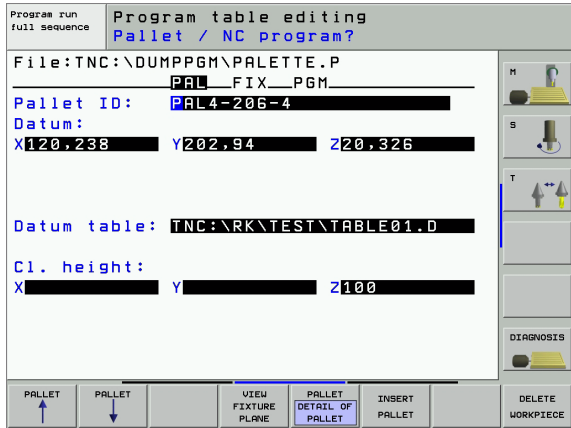 Program run
full sequence
Program table editing
Pallet / NC program?
File:TNC:\DUMPPGM\PALETTE.P
PAL FIX PGM
Pallet ID: PAL4-206-4
Datum:
X120,238 Y202,94 Z20,326
Datum table: TNC:\RK\TEST\TABLE01.D
Cl. height:
X Y Z100
M
S
T
DIAGNOSIS
PALLET
PALLET
VIEW
FIXTURE
PLANE
PALLET
DETAIL OF
PALLET
INSERT
PALLET
DELETE
WORKPIECE